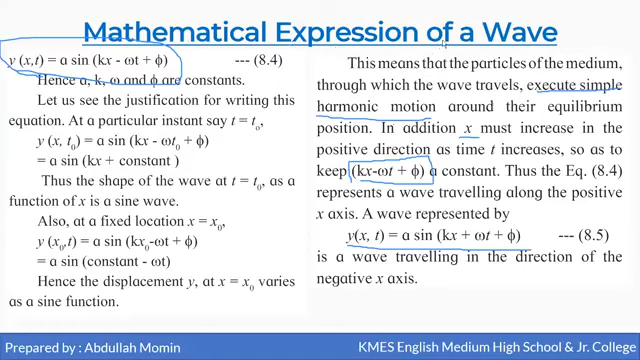 Mathematical Expression of a Wave
y (x,t) = a sin (kx - ωt + ϕ) --- (8.4)
Hence a, k, ω and ϕ are constants.
Let us see the justification for writing this
equation. At a particular instant say t = t₀,
y (x, t₀) = a sin (kx - ωt₀ + ϕ)
= a sin (kx + constant )
Thus the shape of the wave at t = t₀, as a
function of x is a sine wave.
Also, at a fixed location x = x₀,
y (x₀,t) = a sin (kx₀-ωt + ϕ)
= a sin (constant - ωt)
Hence the displacement y, at x = x₀ varies
as a sine function.
This means that the particles of the medium,
through which the wave travels, execute simple
harmonic motion around their equilibrium
position. In addition x must increase in the
positive direction as time t increases, so as to
keep (kx-ωt + ϕ) a constant. Thus the Eq. (8.4)
represents a wave travelling along the positive
x axis. A wave represented by
y(x, t) = a sin (kx + ωt + ϕ) --- (8.5)
is a wave travelling in the direction of the
negative x axis.
Prepared by : Abdullah Momin
KMES English Medium High School & Jr. College